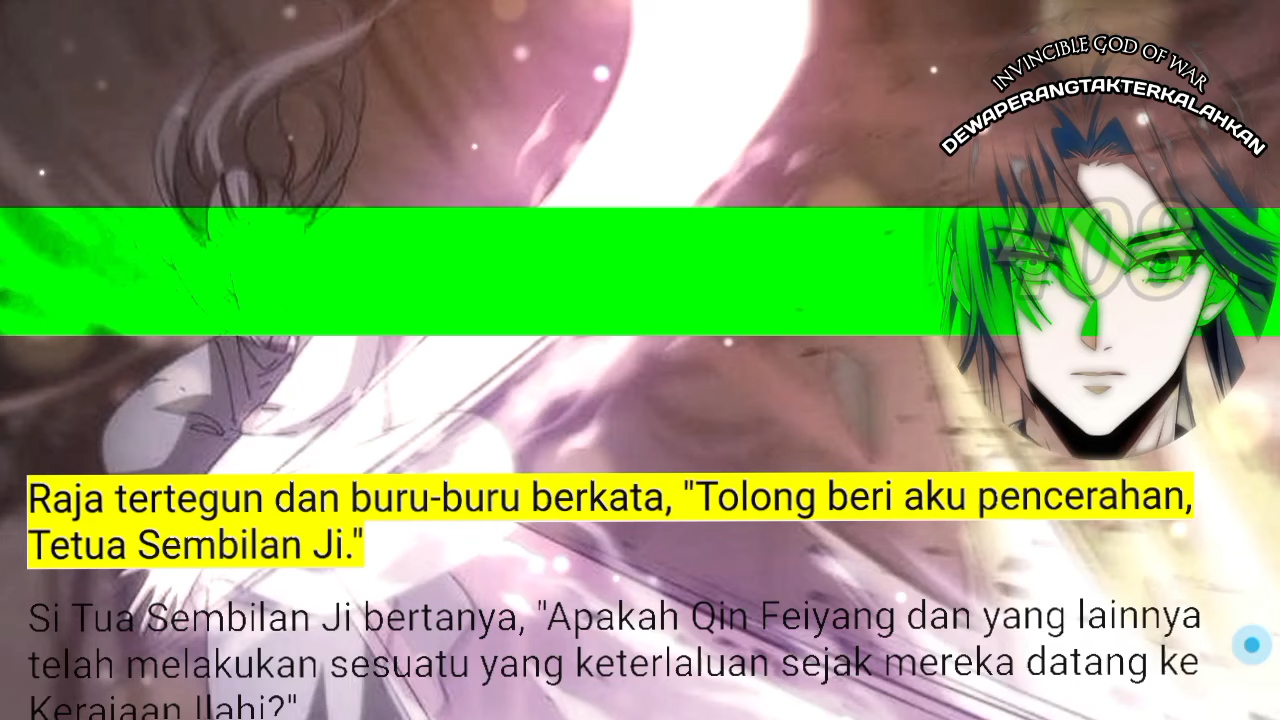 INVINCIBLE GOD OF WAR
DEWAPERANGTAKTERKALAHKAN
Raja tertegun dan buru-buru berkata, "Tolong beri aku pencerahan,
Tetua Sembilan Ji."
Si Tua Sembilan Ji bertanya, "Apakah Qin Feiyang dan yang lainnya
telah melakukan sesuatu yang keterlaluan sejak mereka datang ke
Kerajaan Ilahi?"